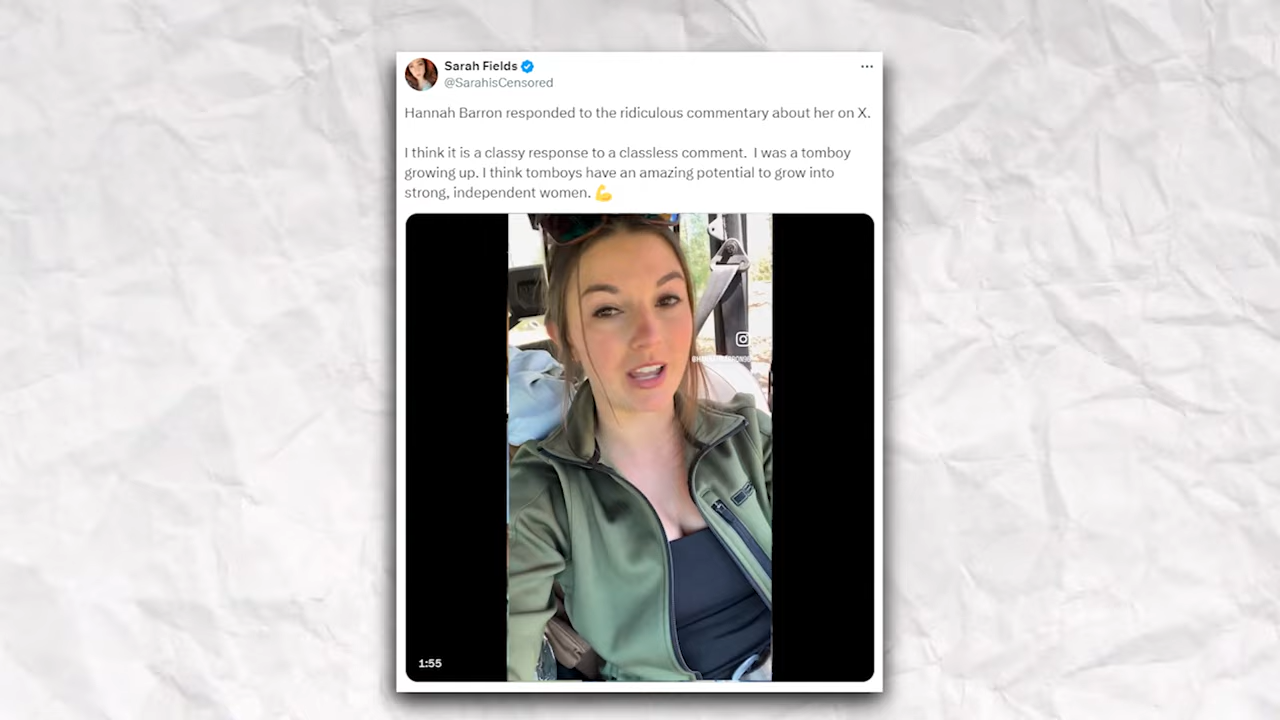 Sarah Fields
@SarahIsCensored
Hannah Barron responded to the ridiculous commentary about her on X.
I think it is a classy response to a classless comment.  I was a tomboy
growing up. I think tomboys have an amazing potential to grow into
strong, independent women. 💪
1:55